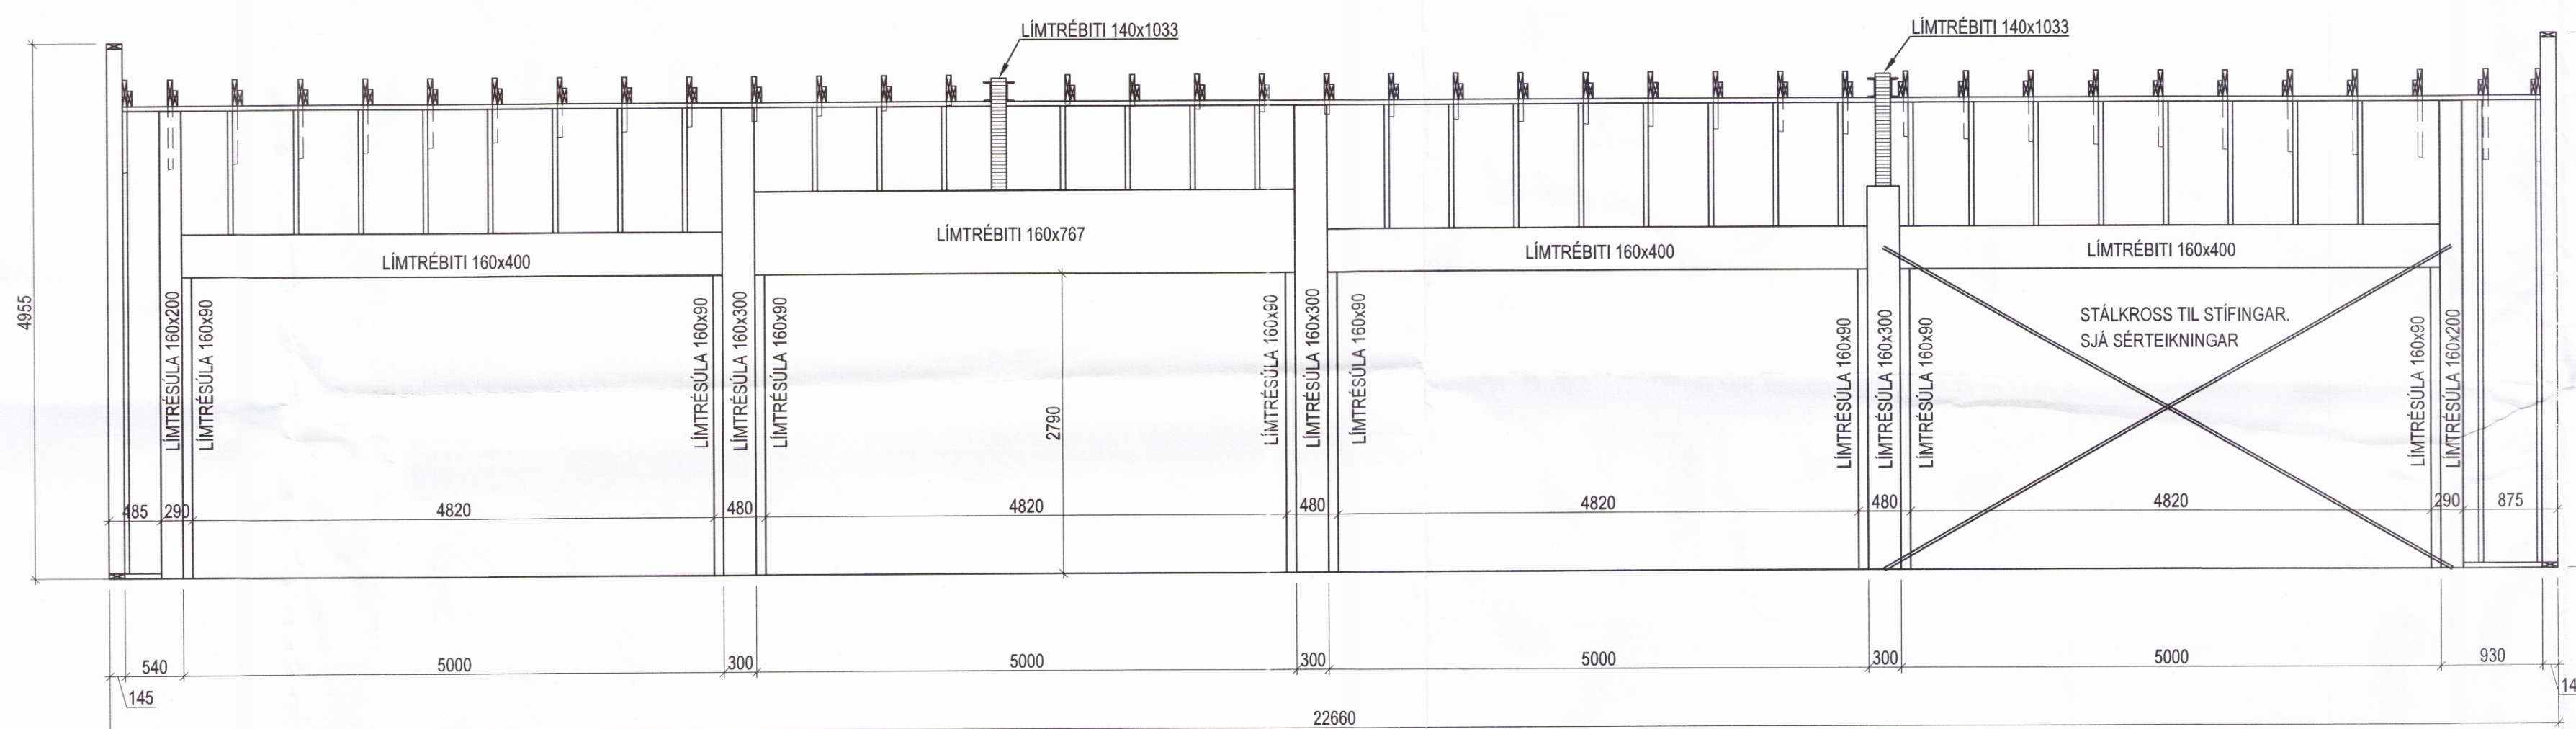 LÍMTRÉBITI 140x1033
LÍMTRÉBITI 140x1033
4955
LÍMTRÉBITI 160x400
LÍMTRÉBITI 160x767
LÍMTRÉBITI 160x400
LÍMTRÉBITI 160x400
STÁLKROSS TIL STÍFINGAR.
SJÁ SÉRTEIKNINGAR
LÍMTRÉSÚLA 160x200
LÍMTRÉSÚLA 160x90
LÍMTRÉSÚLA 160x90
LÍMTRÉSÚLA 160x300
LÍMTRÉSÚLA 160x90
2790
LÍMTRÉSÚLA 160x90
LÍMTRÉSÚLA 160x300
LÍMTRÉSÚLA 160x90
LÍMTRÉSÚLA 160x90
LÍMTRÉSÚLA 160x300
LÍMTRÉSÚLA 160x90
LÍMTRÉSÚLA 160x90
LÍMTRÉSÚLA 160x200
485 290 4820 480 4820 480 4820 480 4820 290 875
540 5000 300 5000 300 5000 300 5000 930
145
22660